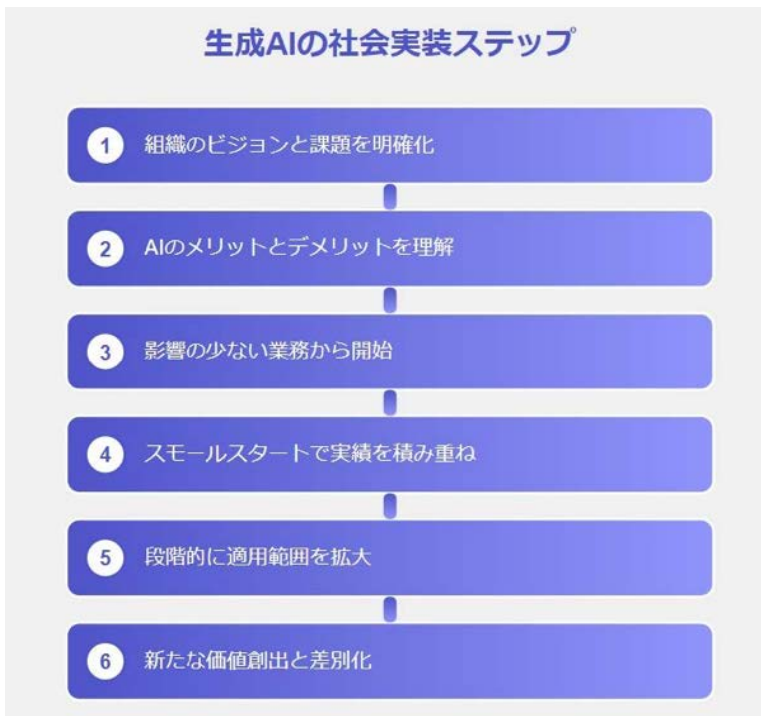 生成AIの社会実装ステップ
1 組織のビジョンと課題を明確化
2 AIのメリットとデメリットを理解
3 影響の少ない業務から開始
4 スモールスタートで実績を積み重ね
5 段階的に適用範囲を拡大
6 新たな価値創出と差別化